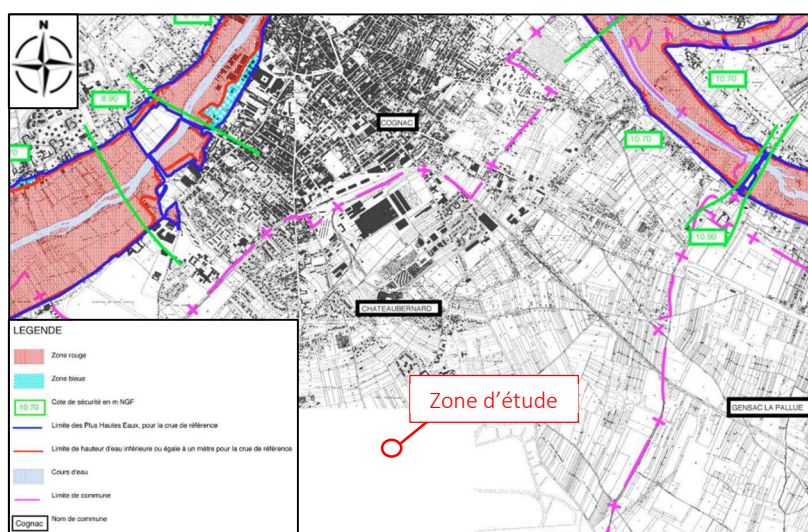 N
8.90
COGNAC
10.70
10.70
10.90
CHATEAUBERNARD
GENSAC LA PALLUE
Zone d'étude
LEGENDE
Zone rouge
Zone bleue
10.70 Cote de sécurité en m NGF
Limite des Plus Hautes Eaux, pour la crue de référence
Limite de hauteur d'eau inférieure ou égale à un mètre pour la crue de référence
Cours d'eau
Limite de commune
Cognac Nom de commune